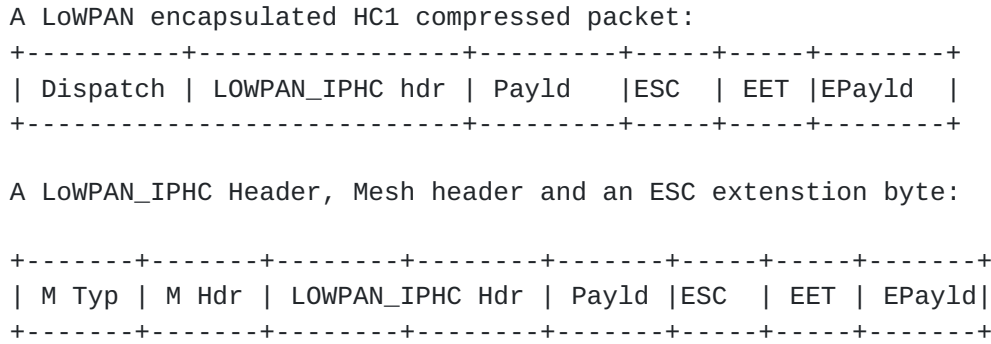 A LoWPAN encapsulated HC1 compressed packet:
+----------+-----------------+---------+-----+-----+--------+
| Dispatch | LOWPAN_IPHC hdr | Payld   |ESC  | EET |EPayld  |
+----------------------------+---------+-----+-----+--------+
A LoWPAN_IPHC Header, Mesh header and an ESC extenstion byte:
+-------+-------+--------+--------+-------+-----+-----+-------+
| M Typ | M Hdr | LOWPAN_IPHC Hdr | Payld |ESC  | EET | EPayld|
+-------+-------+--------+--------+-------+-----+-----+-------+